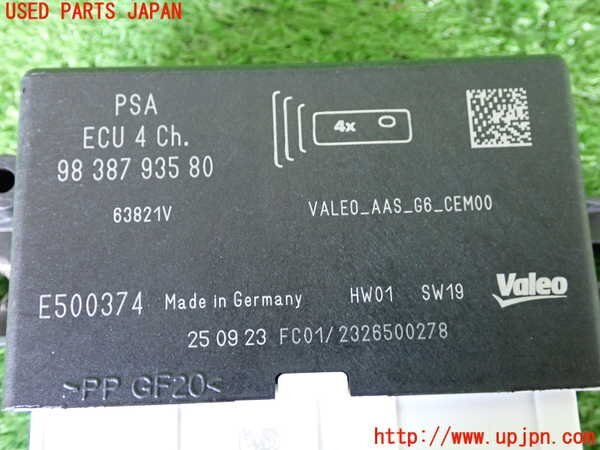 USED PARTS JAPAN
PSA
ECU 4 Ch.
98 387 935 80
4x
63821V
VALEO_AAS_G6_CEM00
E500374 Made in Germany HW01 SW19 Valeo
25 09 23 FC01/2326500278
>PP GF20<
www.upjpn.com